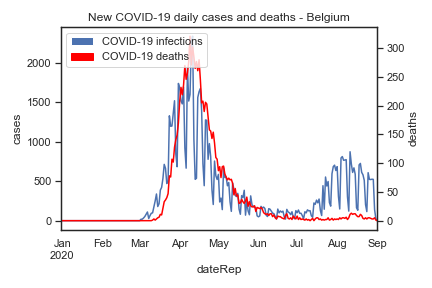 New COVID-19 daily cases and deaths - Belgium
COVID-19 infections
COVID-19 deaths
cases
2000
1500
1000
500
0
deaths
300
250
200
150
100
50
0
Jan Feb Mar Apr May Jun Jul Aug Sep
2020
dateRep